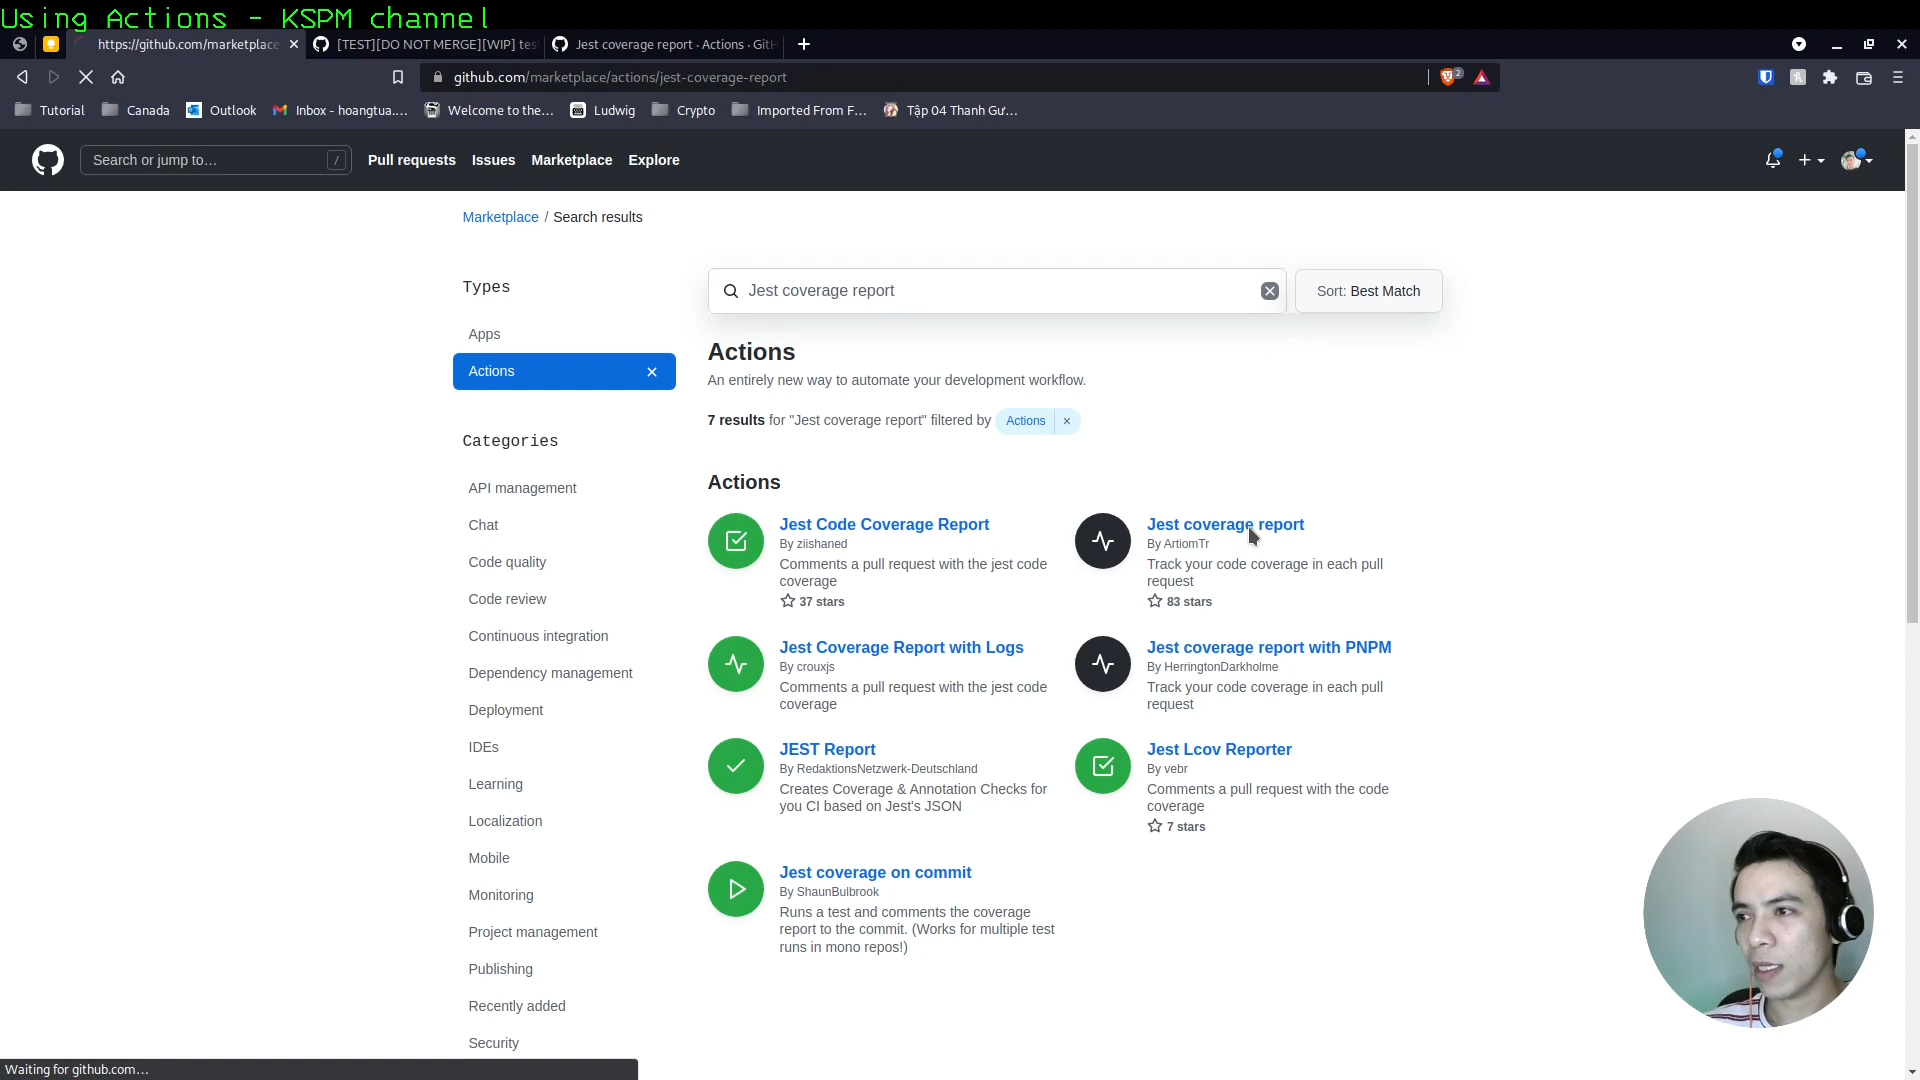 Using Actions - KSPM channel
https://github.com/marketplace
[TEST][DO NOT MERGE][WIP] tes
Jest coverage report · Actions · GitH
github.com/marketplace/actions/jest-coverage-report
2
Tutorial
Canada
Outlook
Inbox - hoangtua....
Welcome to the...
Ludwig
Crypto
Imported From F...
Tập 04 Thanh Gư...
Search or jump to…
/
Pull requests
Issues
Marketplace
Explore
Marketplace / Search results
Types
Apps
Actions
Categories
API management
Chat
Code quality
Code review
Continuous integration
Dependency management
Deployment
IDEs
Learning
Localization
Mobile
Monitoring
Project management
Publishing
Recently added
Security
Jest coverage report
Sort: Best Match
Actions
An entirely new way to automate your development workflow.
7 results for "Jest coverage report" filtered by Actions ×
Actions
Jest Code Coverage Report
By ziishaned
Comments a pull request with the jest code
coverage
37 stars
Jest coverage report
By ArtiomTr
Track your code coverage in each pull
request
83 stars
Jest Coverage Report with Logs
By crouxjs
Comments a pull request with the jest code
coverage
Jest coverage report with PNPM
By HerringtonDarkholme
Track your code coverage in each pull
request
JEST Report
By RedaktionsNetzwerk-Deutschland
Creates Coverage & Annotation Checks for
you CI based on Jest's JSON
Jest Lcov Reporter
By vebr
Comments a pull request with the code
coverage
7 stars
Jest coverage on commit
By ShaunBulbrook
Runs a test and comments the coverage
report to the commit. (Works for multiple test
runs in mono repos!)
Waiting for github.com…